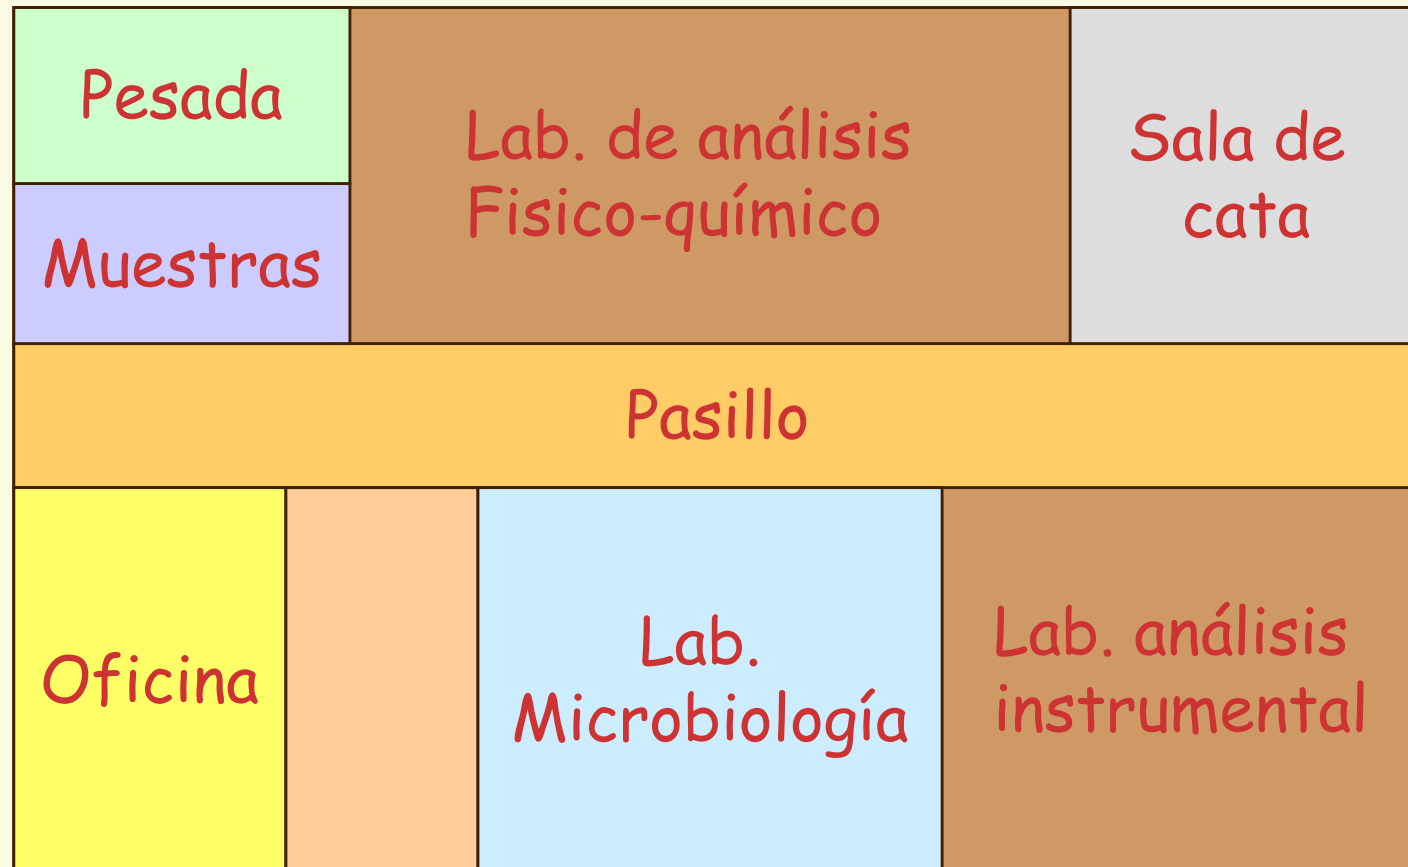 Pesada
Lab. de análisis
Fisico-químico
Sala de
cata
Muestras
Pasillo
Oficina
Lab.
Microbiología
Lab. análisis
instrumental